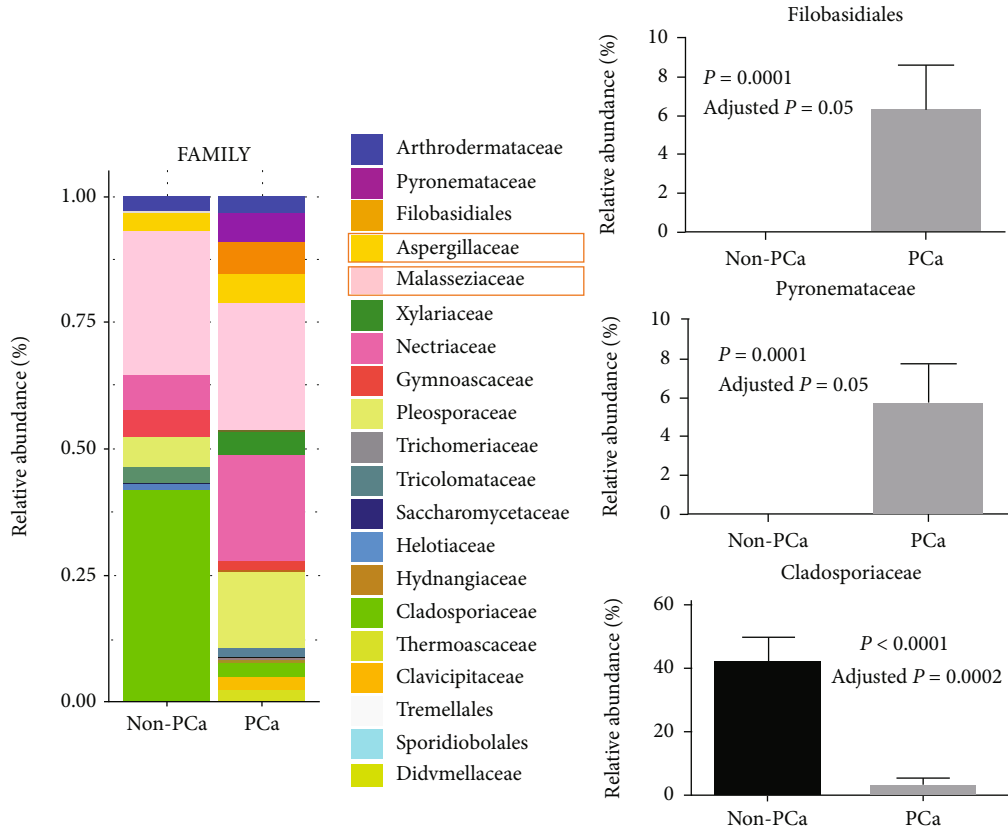 FAMILY
Relative abundance (%)
1.00
0.75
0.50
0.25
0.00
Non-PCa
PCa
Arthrodermataceae
Pyronemataceae
Filobasidiales
Aspergillaceae
Malasseziaceae
Xylariaceae
Nectriaceae
Gymnoascaceae
Pleosporaceae
Trichomeriaceae
Tricolomataceae
Saccharomycetaceae
Helotiaceae
Hydnangiaceae
Cladosporiaceae
Thermoascaceae
Clavicipitaceae
Tremellales
Sporidiobolales
Didvmellaceae
Filobasidiales
Relative abundance (%)
10
8
6
4
2
0
P = 0.0001
Adjusted P = 0.05
Non-PCa
PCa
Pyronemataceae
Relative abundance (%)
10
8
6
4
2
0
P = 0.0001
Adjusted P = 0.05
Non-PCa
PCa
Cladosporiaceae
Relative abundance (%)
60
40
20
0
P < 0.0001
Adjusted P = 0.0002
Non-PCa
PCa